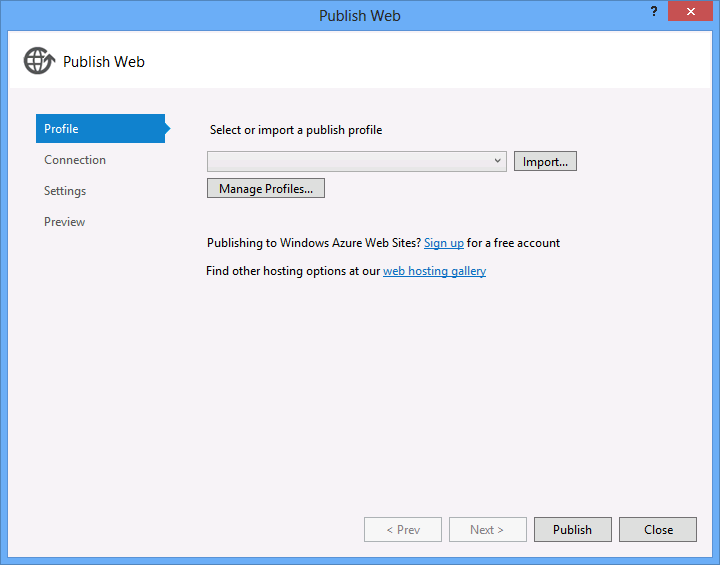 Publish Web
?
Publish Web
Profile
Connection
Settings
Preview
Select or import a publish profile
Import...
Manage Profiles...
Publishing to Windows Azure Web Sites? Sign up for a free account
Find other hosting options at our web hosting gallery
< Prev
Next >
Publish
Close